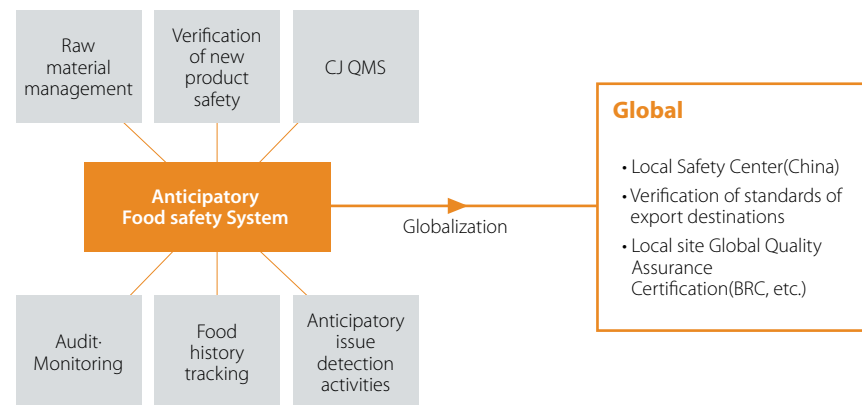 Raw
material
management
Verification
of new
product
safety
CJ QMS
Anticipatory
Food safety System
Globalization
Global
• Local Safety Center(China)
• Verification of standards of
export destinations
• Local site Global Quality
Assurance
Certification(BRC, etc.)
Audit·
Monitoring
Food
history
tracking
Anticipatory
issue
detection
activities